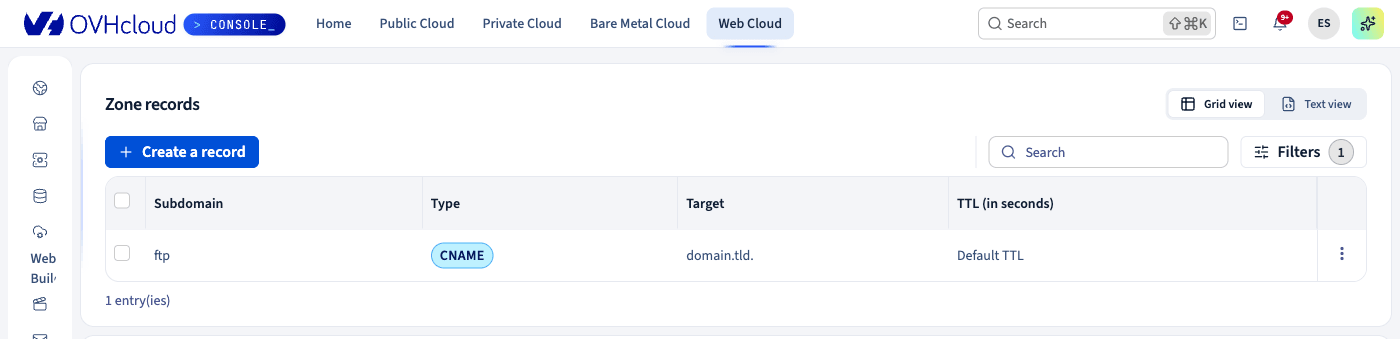 OVHcloud > CONSOLE_ Home Public Cloud Private Cloud Bare Metal Cloud Web Cloud Search ⇧⌘K 9+ ES
Zone records Grid view Text view
+ Create a record Search Filters 1
Subdomain Type Target TTL (in seconds)
ftp CNAME domain.tld. Default TTL
Web
Buil
1 entry(ies)